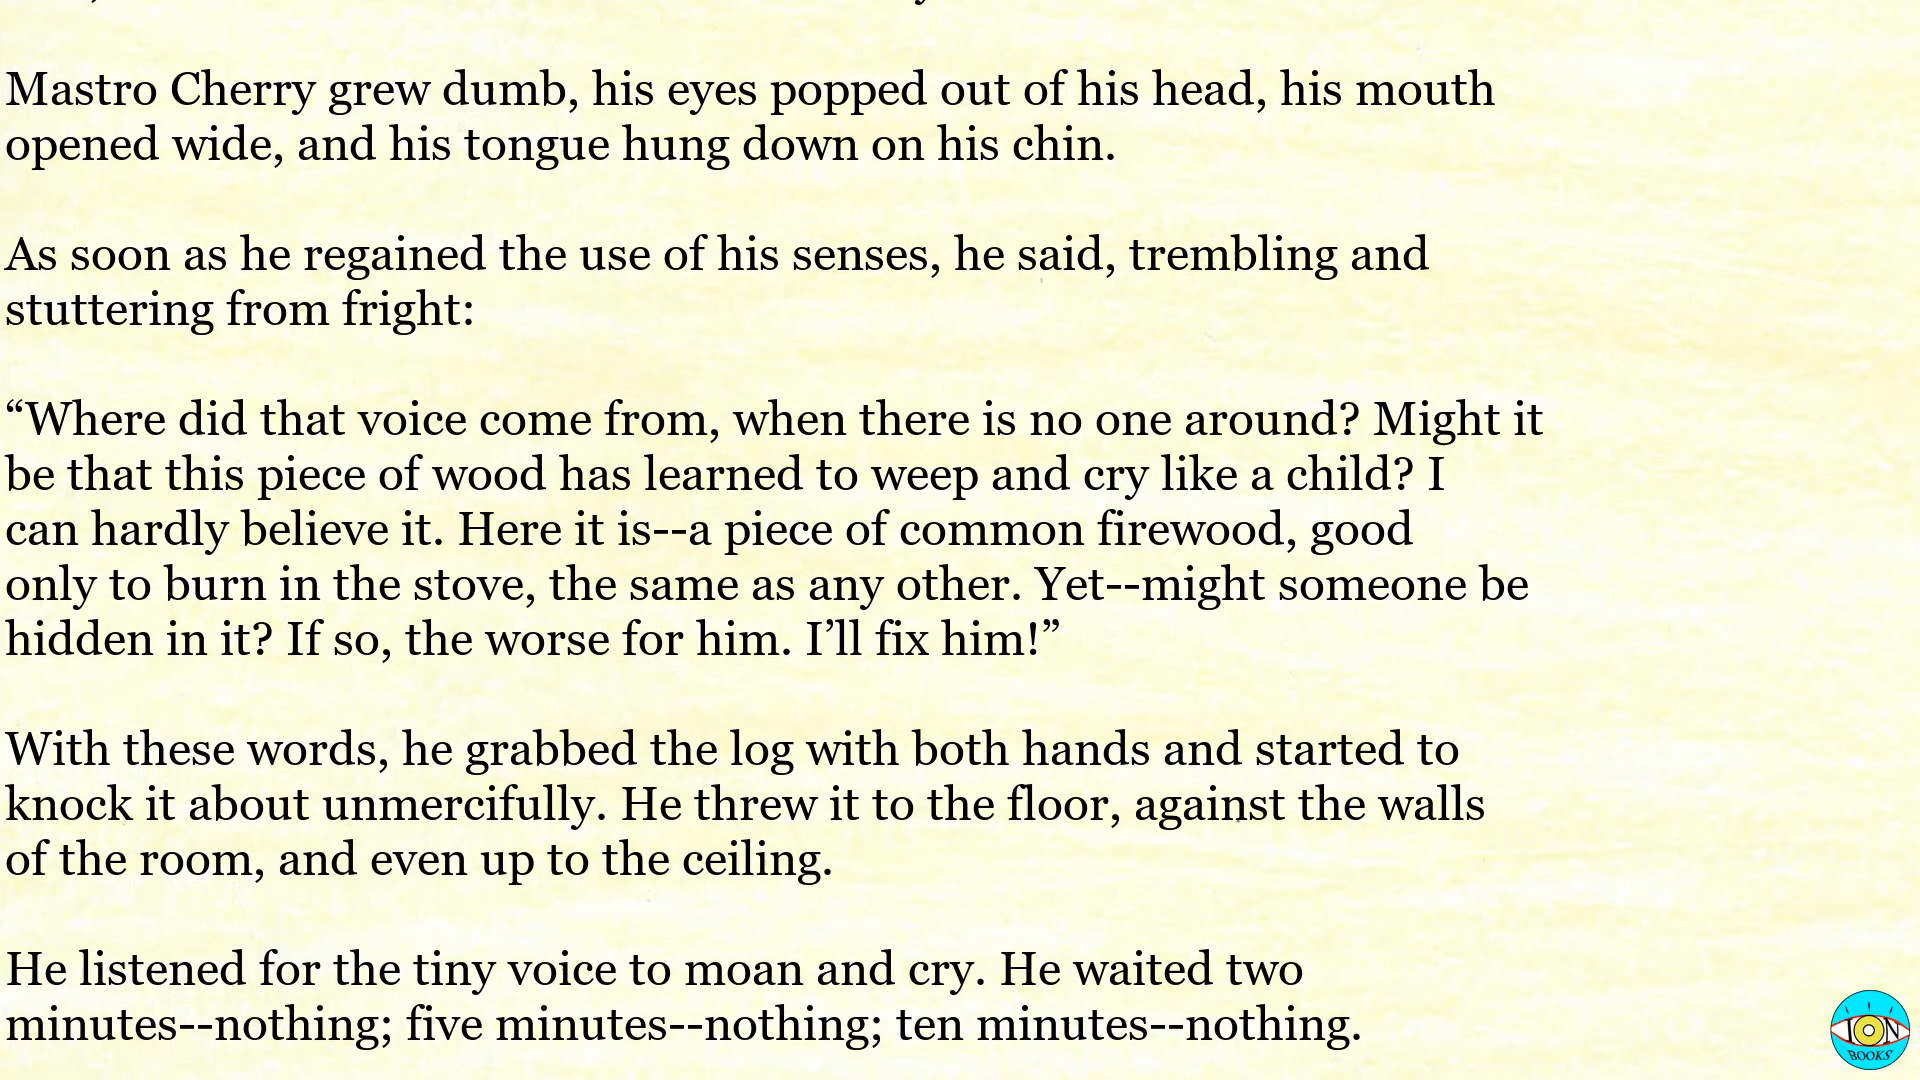 Mastro Cherry grew dumb, his eyes popped out of his head, his mouth
opened wide, and his tongue hung down on his chin.
As soon as he regained the use of his senses, he said, trembling and
stuttering from fright:
“Where did that voice come from, when there is no one around? Might it
be that this piece of wood has learned to weep and cry like a child? I
can hardly believe it. Here it is--a piece of common firewood, good
only to burn in the stove, the same as any other. Yet--might someone be
hidden in it? If so, the worse for him. I’ll fix him!”
With these words, he grabbed the log with both hands and started to
knock it about unmercifully. He threw it to the floor, against the walls
of the room, and even up to the ceiling.
He listened for the tiny voice to moan and cry. He waited two
minutes--nothing; five minutes--nothing; ten minutes--nothing.
ION
BOOKS